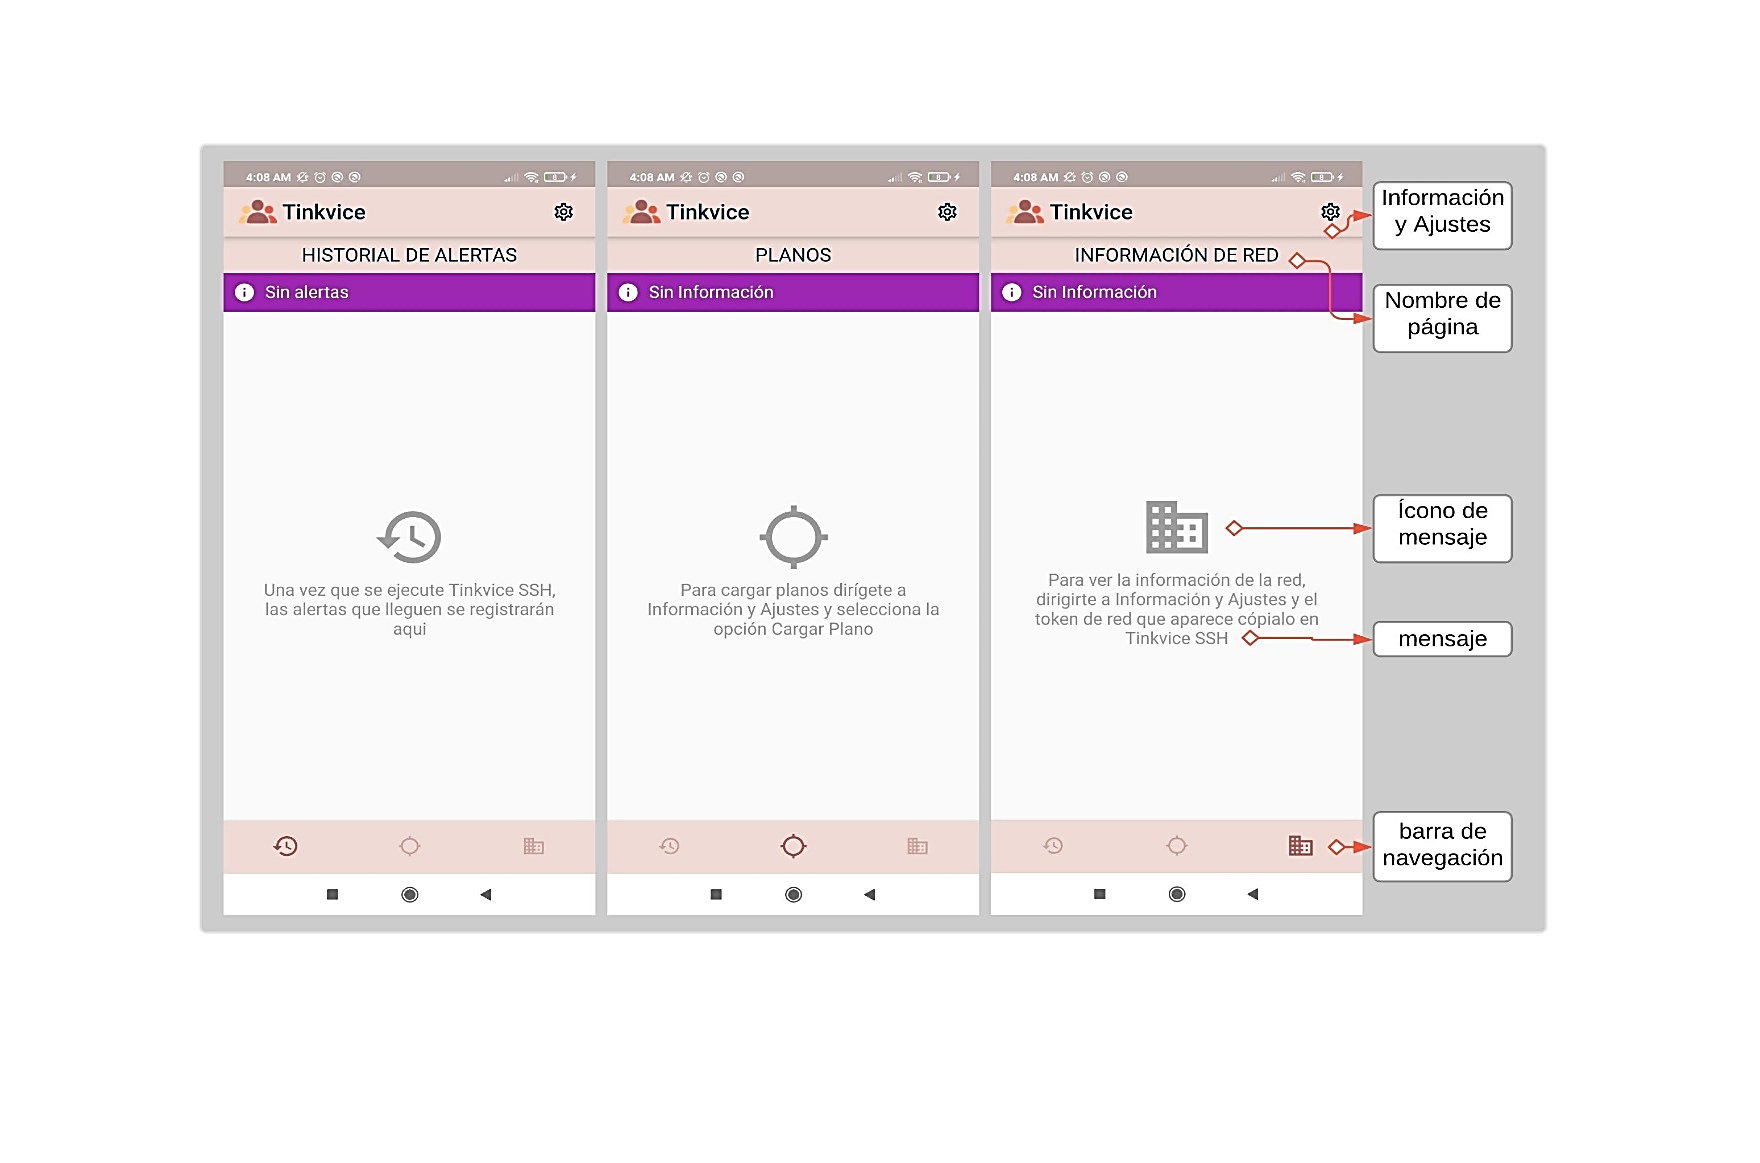 4:08 AM
8
Tinkvice
HISTORIAL DE ALERTAS
Sin alertas
Una vez que se ejecute Tinkvice SSH,
las alertas que lleguen se registrarán
aqui
4:08 AM
8
Tinkvice
PLANOS
Sin Información
Para cargar planos dirígete a
Información y Ajustes y selecciona la
opción Cargar Plano
4:08 AM
8
Tinkvice
INFORMACIÓN DE RED
Sin Información
Para ver la información de la red,
dirigirte a Información y Ajustes y el
token de red que aparece cópialo en
Tinkvice SSH
Información
y Ajustes
Nombre de
página
Ícono de
mensaje
mensaje
barra de
navegación